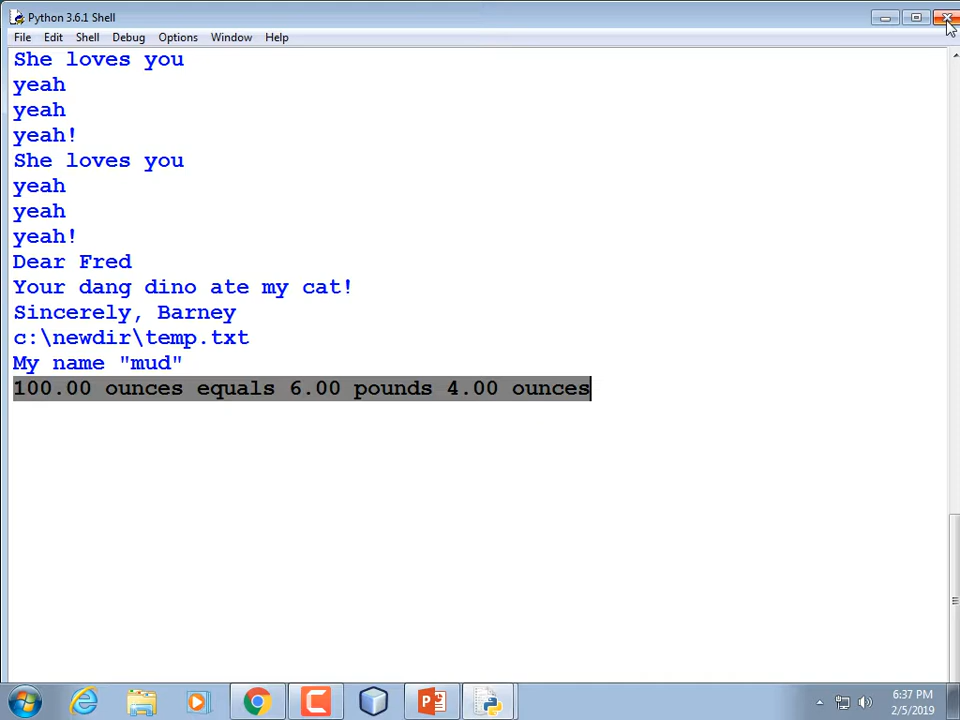 Python 3.6.1 Shell
File Edit Shell Debug Options Window Help
She loves you
yeah
yeah
yeah!
She loves you
yeah
yeah
yeah!
Dear Fred
Your dang dino ate my cat!
Sincerely, Barney
c:\newdir\temp.txt
My name "mud"
100.00 ounces equals 6.00 pounds 4.00 ounces
6:37 PM
2/5/2019